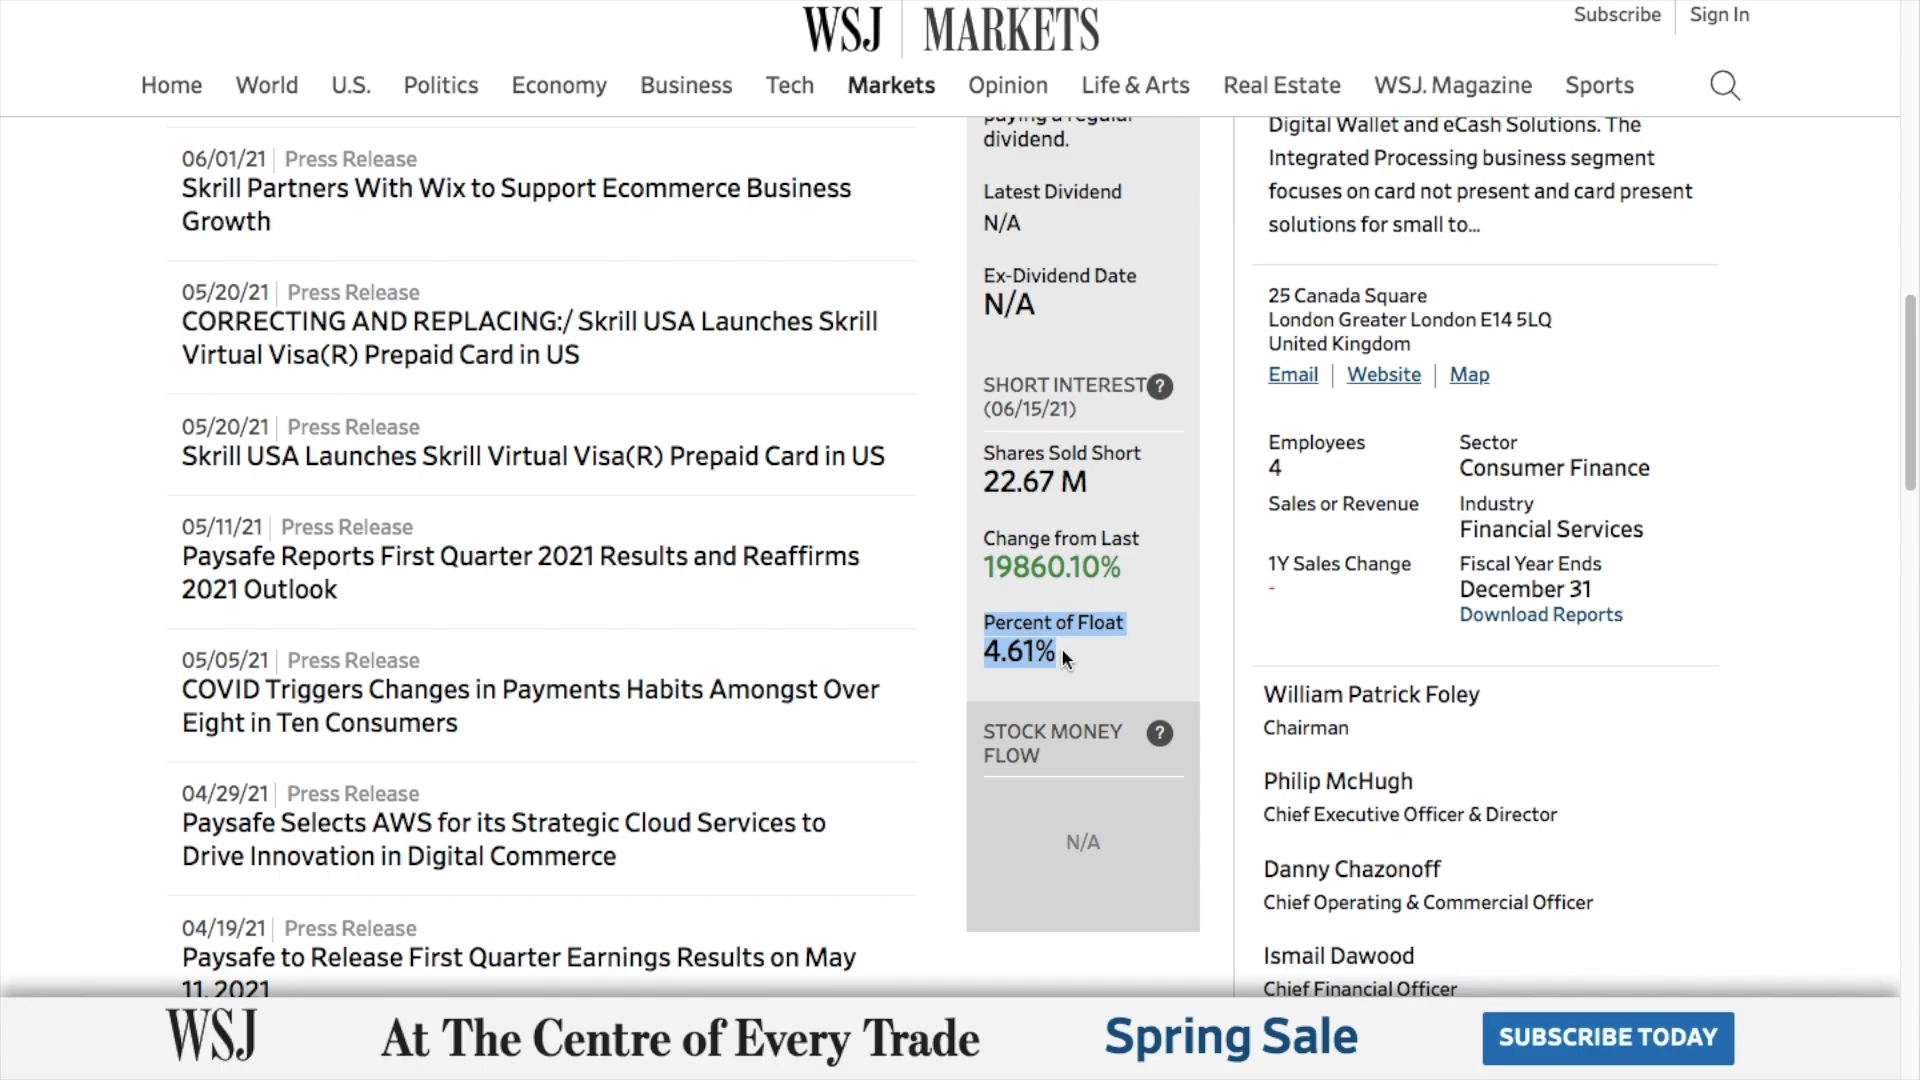 WSJ MARKETS
Subscribe Sign In
Home World U.S. Politics Economy Business Tech Markets Opinion Life & Arts Real Estate WSJ. Magazine Sports
06/01/21 Press Release
Skrill Partners With Wix to Support Ecommerce Business
Growth
05/20/21 Press Release
CORRECTING AND REPLACING:/ Skrill USA Launches Skrill
Virtual Visa(R) Prepaid Card in US
05/20/21 Press Release
Skrill USA Launches Skrill Virtual Visa(R) Prepaid Card in US
05/11/21 Press Release
Paysafe Reports First Quarter 2021 Results and Reaffirms
2021 Outlook
05/05/21 Press Release
COVID Triggers Changes in Payments Habits Amongst Over
Eight in Ten Consumers
04/29/21 Press Release
Paysafe Selects AWS for its Strategic Cloud Services to
Drive Innovation in Digital Commerce
04/19/21 Press Release
Paysafe to Release First Quarter Earnings Results on May
11, 2021
paying a regular
dividend.
Latest Dividend
N/A
Ex-Dividend Date
N/A
SHORT INTEREST ?
(06/15/21)
Shares Sold Short
22.67 M
Change from Last
19860.10%
Percent of Float
4.61%
STOCK MONEY ?
FLOW
N/A
Digital Wallet and eCash Solutions. The
Integrated Processing business segment
focuses on card not present and card present
solutions for small to...
25 Canada Square
London Greater London E14 5LQ
United Kingdom
Email Website Map
Employees
4
Sector
Consumer Finance
Sales or Revenue
Industry
Financial Services
1Y Sales Change
-
Fiscal Year Ends
December 31
Download Reports
William Patrick Foley
Chairman
Philip McHugh
Chief Executive Officer & Director
Danny Chazonoff
Chief Operating & Commercial Officer
Ismail Dawood
Chief Financial Officer
WSJ At The Centre of Every Trade Spring Sale SUBSCRIBE TODAY